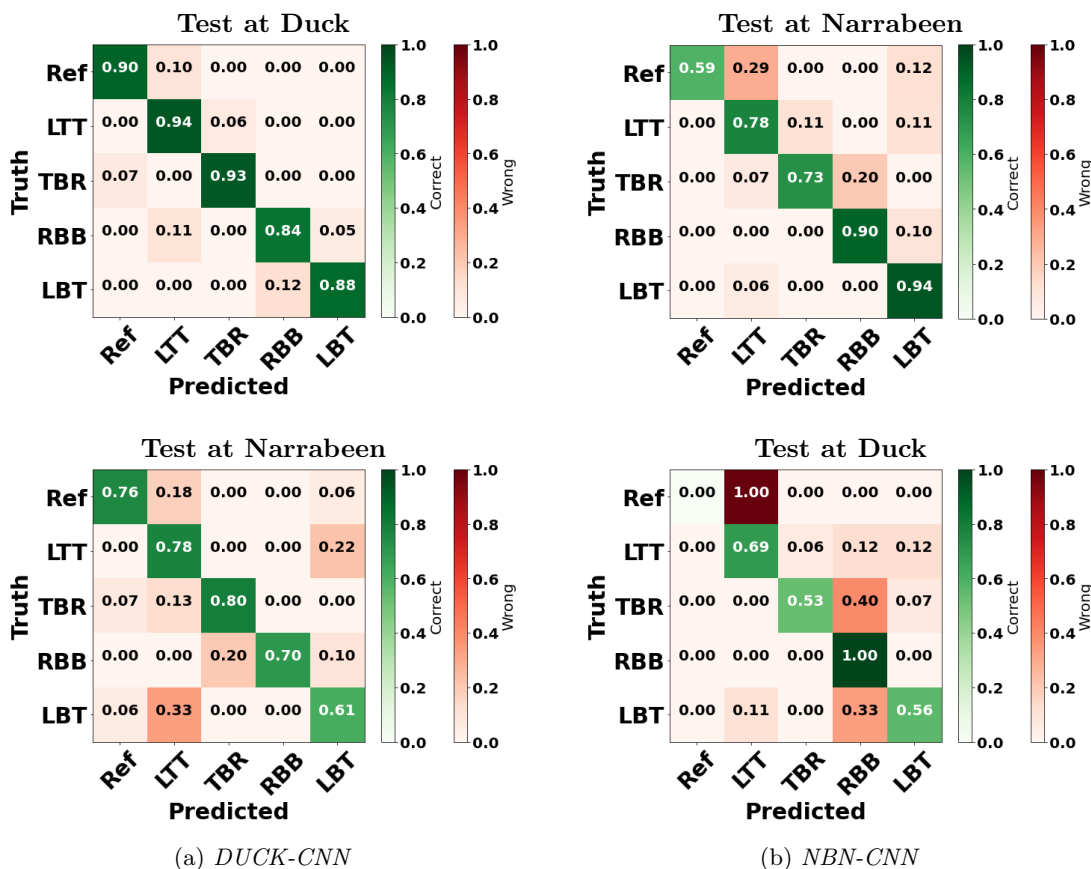 Test at Duck
Truth
Ref 0.90 0.10 0.00 0.00 0.00
LTT 0.00 0.94 0.06 0.00 0.00
TBR 0.07 0.00 0.93 0.00 0.00
RBB 0.00 0.11 0.00 0.84 0.05
LBT 0.00 0.00 0.00 0.12 0.88
Ref LTT TBR RBB LBT
Predicted
1.0
0.8
0.6
0.4
0.2
0.0
Correct
1.0
0.8
0.6
0.4
0.2
0.0
Wrong
Test at Narrabeen
Truth
Ref 0.59 0.29 0.00 0.00 0.12
LTT 0.00 0.78 0.11 0.00 0.11
TBR 0.00 0.07 0.73 0.20 0.00
RBB 0.00 0.00 0.00 0.90 0.10
LBT 0.00 0.06 0.00 0.00 0.94
Ref LTT TBR RBB LBT
Predicted
1.0
0.8
0.6
0.4
0.2
0.0
Correct
1.0
0.8
0.6
0.4
0.2
0.0
Wrong
Test at Narrabeen
Truth
Ref 0.76 0.18 0.00 0.00 0.06
LTT 0.00 0.78 0.00 0.00 0.22
TBR 0.07 0.13 0.80 0.00 0.00
RBB 0.00 0.00 0.20 0.70 0.10
LBT 0.06 0.33 0.00 0.00 0.61
Ref LTT TBR RBB LBT
Predicted
1.0
0.8
0.6
0.4
0.2
0.0
Correct
1.0
0.8
0.6
0.4
0.2
0.0
Wrong
(a) DUCK-CNN
Test at Duck
Truth
Ref 0.00 1.00 0.00 0.00 0.00
LTT 0.00 0.69 0.06 0.12 0.12
TBR 0.00 0.00 0.53 0.40 0.07
RBB 0.00 0.00 0.00 1.00 0.00
LBT 0.00 0.11 0.00 0.33 0.56
Ref LTT TBR RBB LBT
Predicted
1.0
0.8
0.6
0.4
0.2
0.0
Correct
1.0
0.8
0.6
0.4
0.2
0.0
Wrong
(b) NBN-CNN